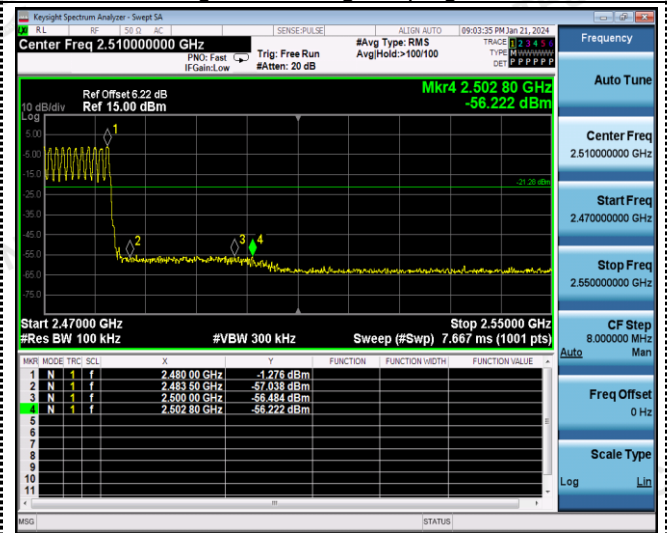 Keysight Spectrum Analyzer - Swept SA
RL RF 50 Ω AC SENSE:PULSE ALIGN AUTO 09:03:35 PM Jan 21, 2024
Center Freq 2.510000000 GHz #Avg Type: RMS TRACE 1 2 3 4 5 6 Frequency
PNO: Fast Trig: Free Run Avg|Hold:>100/100 TYPE M W W W W W
IFGain:Low #Atten: 20 dB DET P P P P P P
Auto Tune
Mkr4 2.502 80 GHz
Ref Offset 6.22 dB
10 dB/div Ref 15.00 dBm -56.222 dBm
Log
5.00
-5.00
-15.0
-25.0
-35.0
-45.0
-55.0
-65.0
-75.0
1
2
3
4
-21.28 dBm
Center Freq
2.510000000 GHz
Start Freq
2.470000000 GHz
Stop Freq
2.550000000 GHz
Start 2.47000 GHz Stop 2.55000 GHz
#Res BW 100 kHz #VBW 300 kHz Sweep (#Swp) 7.667 ms (1001 pts)
CF Step
8.000000 MHz
Auto Man
MKR MODE TRC SCL X Y FUNCTION FUNCTION WIDTH FUNCTION VALUE
1 N 1 f 2.480 00 GHz -1.276 dBm
2 N 1 f 2.483 50 GHz -57.038 dBm
3 N 1 f 2.500 00 GHz -56.484 dBm
4 N 1 f 2.502 80 GHz -56.222 dBm
5
6
7
8
9
10
11
Freq Offset
0 Hz
Scale Type
Log Lin
MSG STATUS